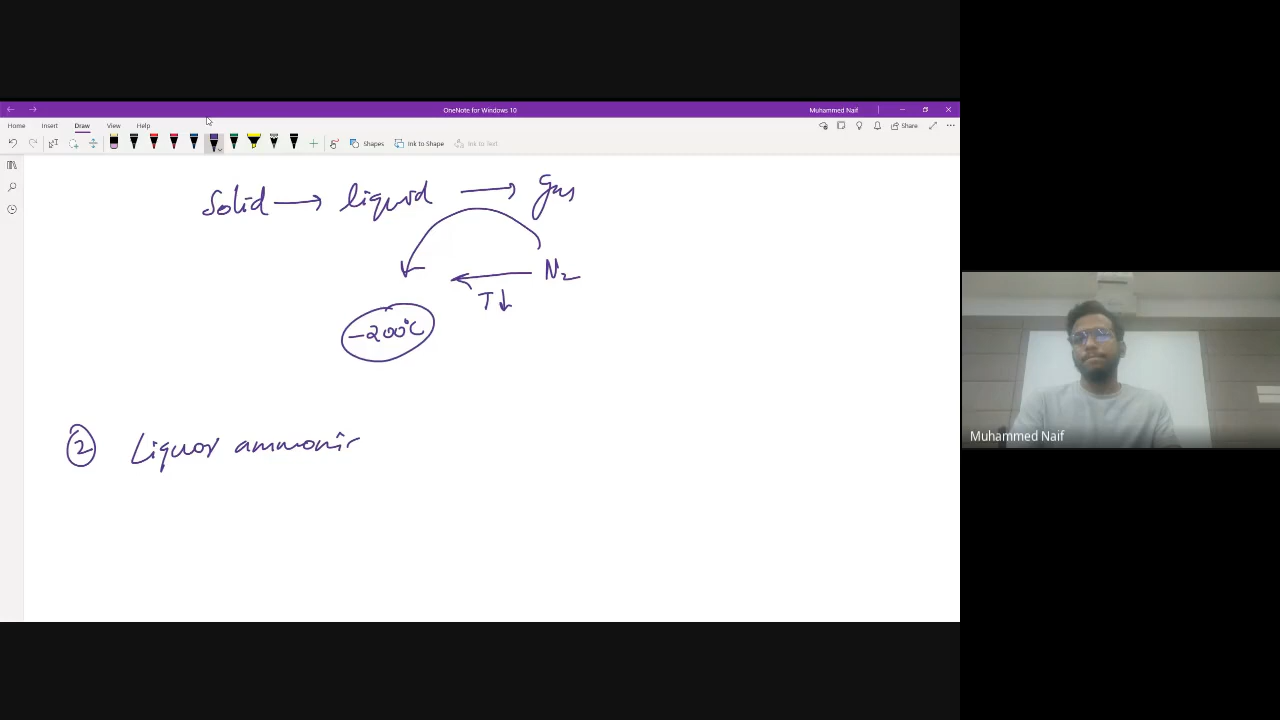 OneNote for Windows 10
Muhammed Naif
Home Insert Draw View Help
Shapes Ink to Shape Ink to Text Share
Solid → liquid → gas
N₂
T↓
-200°C
② Liquor ammonia
Muhammed Naif